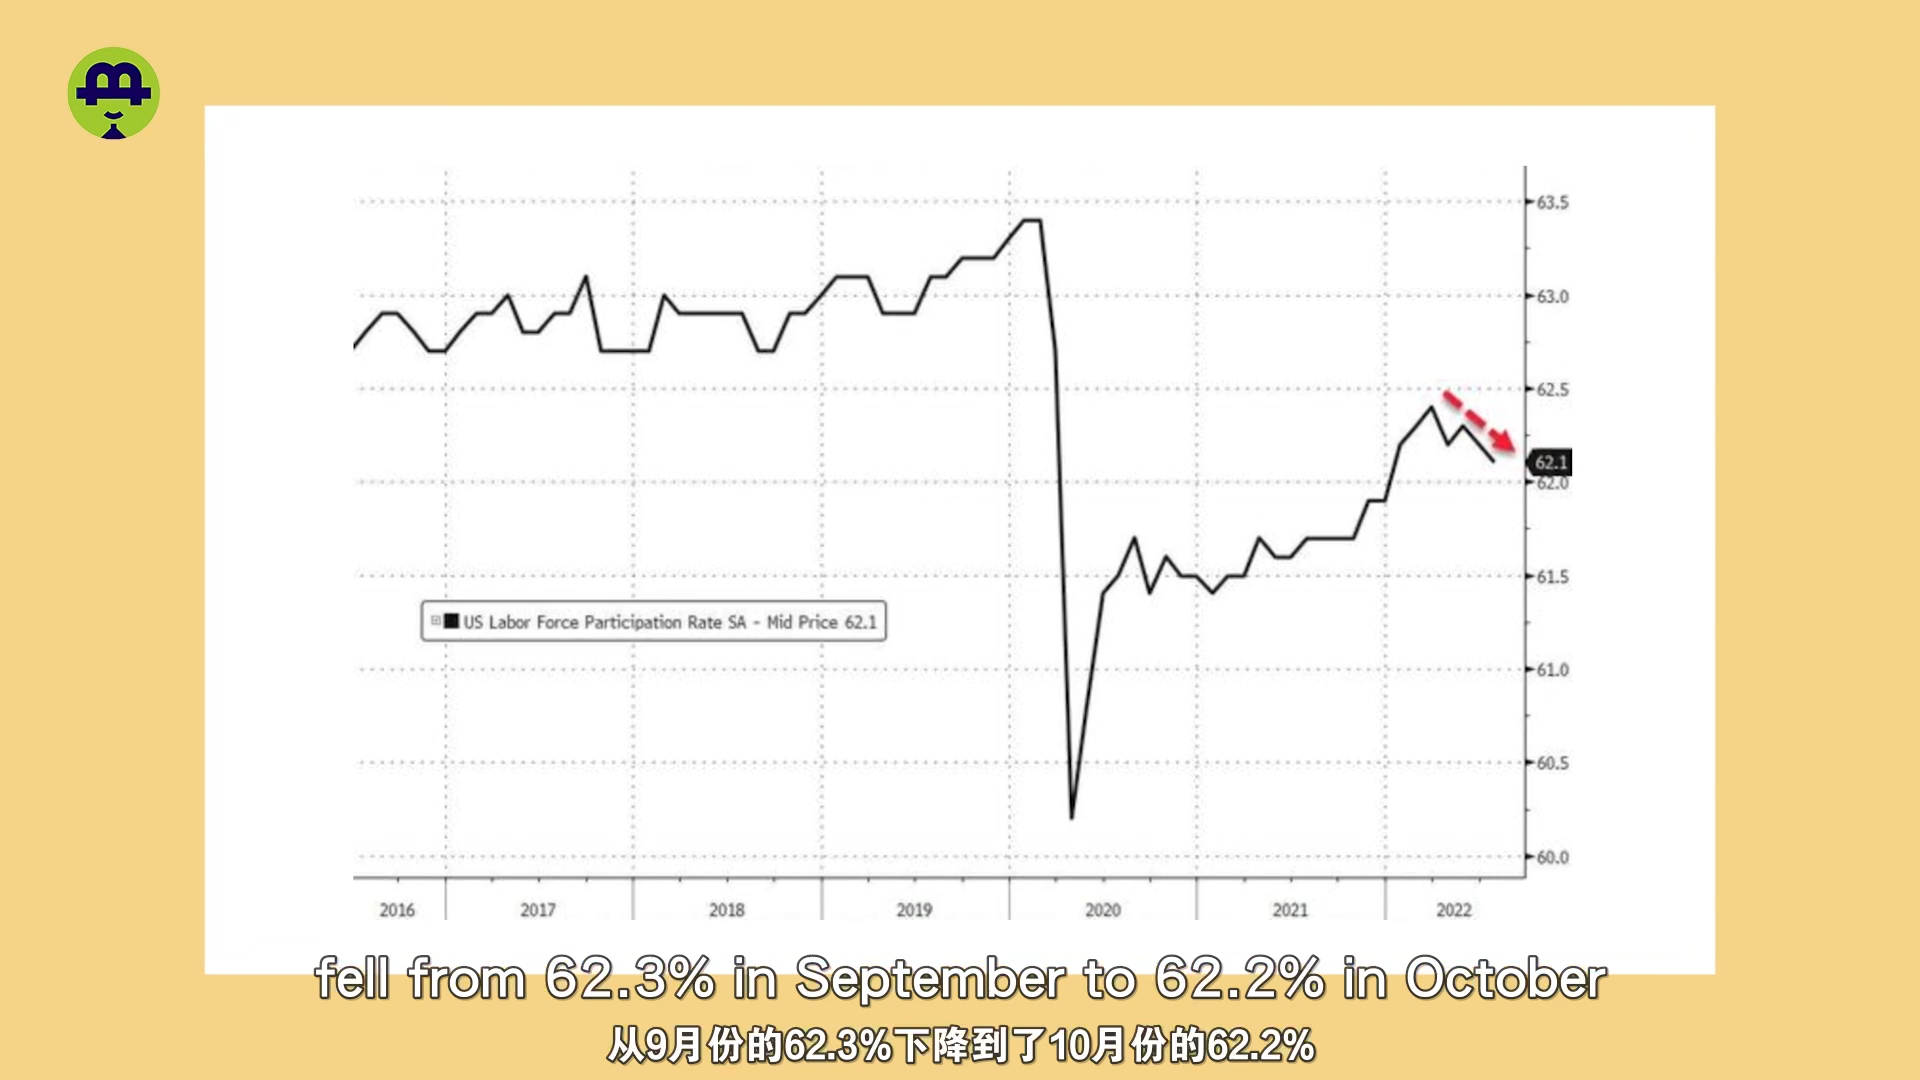 63.5
63.0
62.5
62.1
62.0
61.5
US Labor Force Participation Rate SA - Mid Price 62.1
61.0
60.5
60.0
2016 2017 2018 2019 2020 2021 2022
fell from 62.3% in September to 62.2% in October
从9月份的62.3%下降到了10月份的62.2%